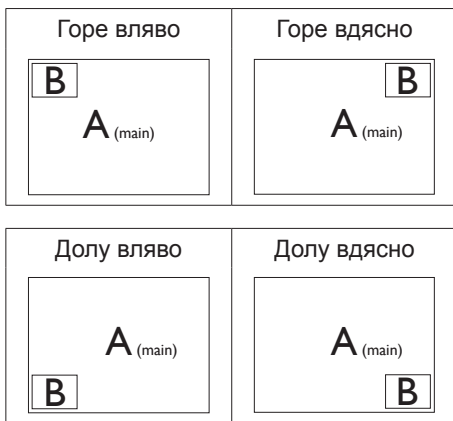 Горе вляво
Горе вдясно
B
A (main)
B
A (main)
Долу вляво
Долу вдясно
A (main)
B
A (main)
B